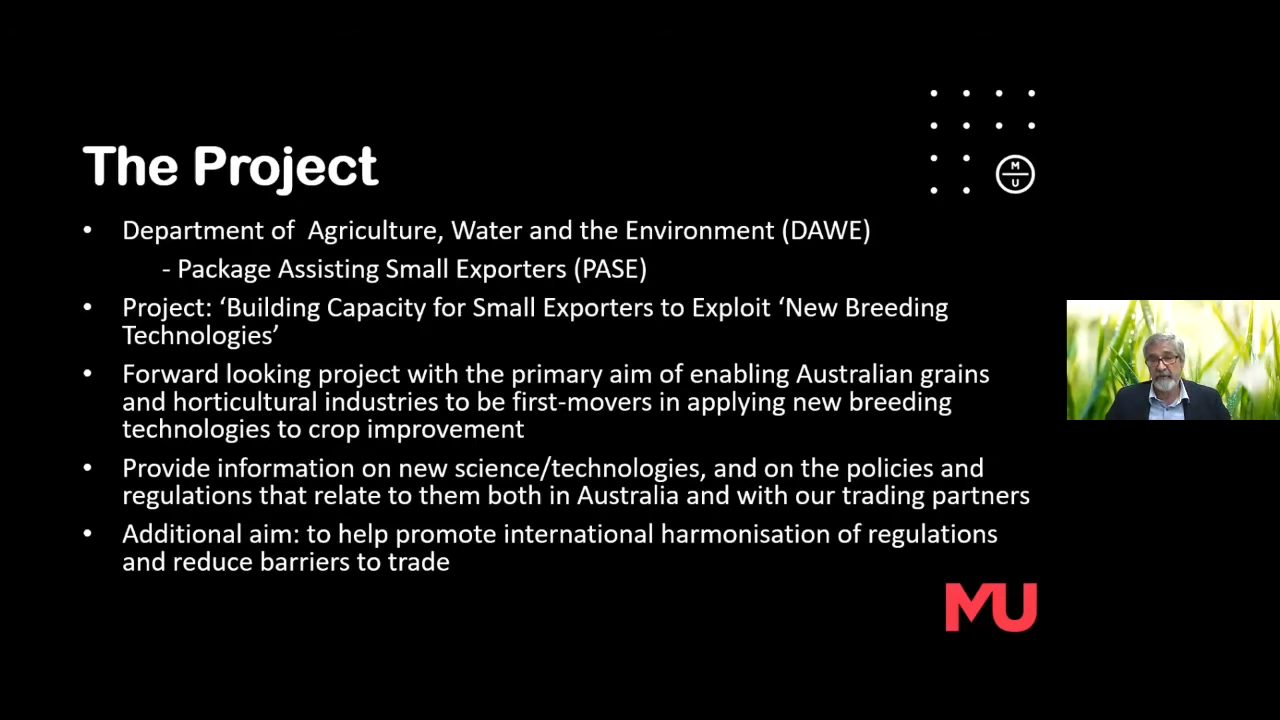 The Project
M
U
• Department of  Agriculture, Water and the Environment (DAWE)
- Package Assisting Small Exporters (PASE)
• Project: ‘Building Capacity for Small Exporters to Exploit ‘New Breeding
Technologies’
• Forward looking project with the primary aim of enabling Australian grains
and horticultural industries to be first-movers in applying new breeding
technologies to crop improvement
• Provide information on new science/technologies, and on the policies and
regulations that relate to them both in Australia and with our trading partners
• Additional aim: to help promote international harmonisation of regulations
and reduce barriers to trade
MU